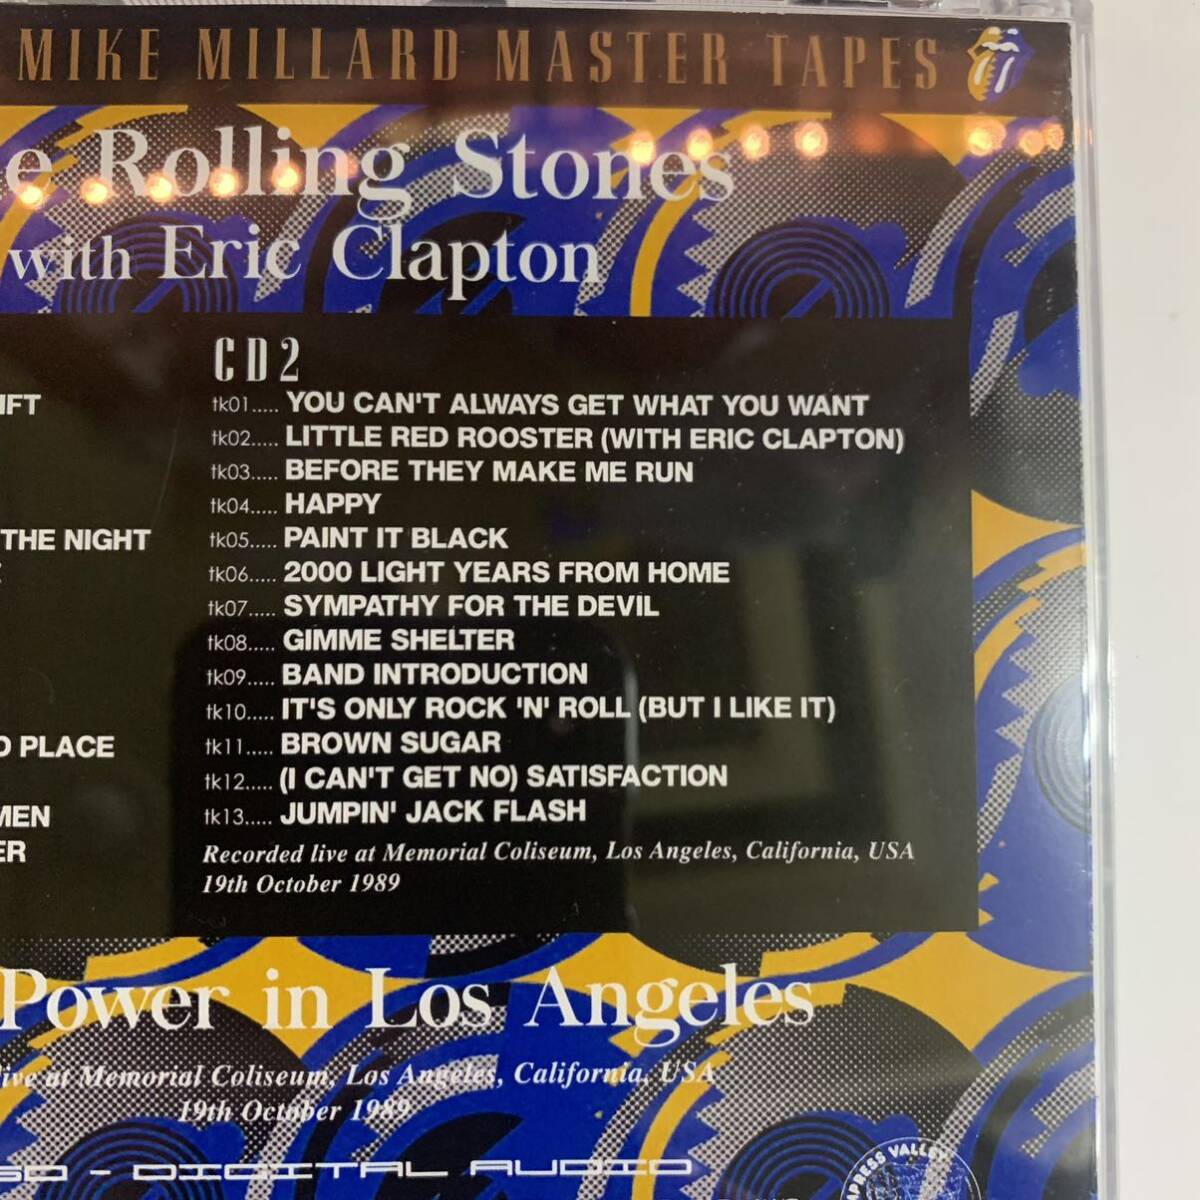 MIKE MILLARD MASTER TAPES
Rolling Stones
with Eric Clapton
THE NIGHT
PLACE
CD2
tk01..... YOU CAN'T ALWAYS GET WHAT YOU WANT
tk02..... LITTLE RED ROOSTER (WITH ERIC CLAPTON)
tk03..... BEFORE THEY MAKE ME RUN
tk04..... HAPPY
tk05..... PAINT IT BLACK
tk06..... 2000 LIGHT YEARS FROM HOME
tk07..... SYMPATHY FOR THE DEVIL
tk08..... GIMME SHELTER
tk09..... BAND INTRODUCTION
tk10..... IT'S ONLY ROCK 'N' ROLL (BUT I LIKE IT)
tk11..... BROWN SUGAR
tk12..... (I CAN'T GET NO) SATISFACTION
tk13..... JUMPIN' JACK FLASH
Recorded live at Memorial Coliseum, Los Angeles, California, USA
19th October 1989
Power in Los Angeles
at Memorial Coliseum, Los Angeles, California, USA
19th October 1989
- DIGITAL AUDIO
VALLEY